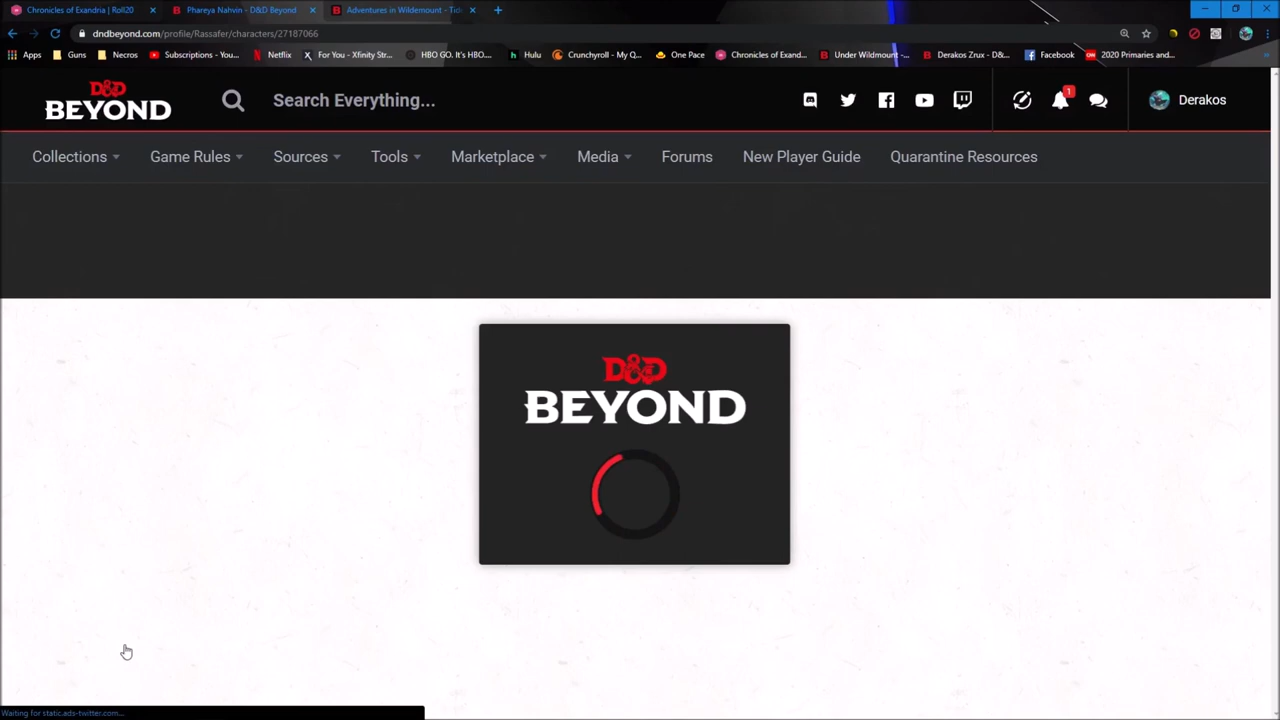 Chronicles of Exandria | Roll20
Phareya Nahvin - D&D Beyond
Adventures in Wildemount - Tid
dndbeyond.com/profile/Rassafer/characters/27187066
Apps
Guns
Necros
Subscriptions - You...
Netflix
For You - Xfinity Str...
HBO GO. It's HBO....
Hulu
Crunchyroll - My Q...
One Pace
Chronicles of Exand...
Under Wildmount -...
Derakos Zrux - D&...
Facebook
2020 Primaries and...
D&D
BEYOND
Search Everything...
1
Derakos
Collections
Game Rules
Sources
Tools
Marketplace
Media
Forums
New Player Guide
Quarantine Resources
D&D
BEYOND
Waiting for static.ads-twitter.com...